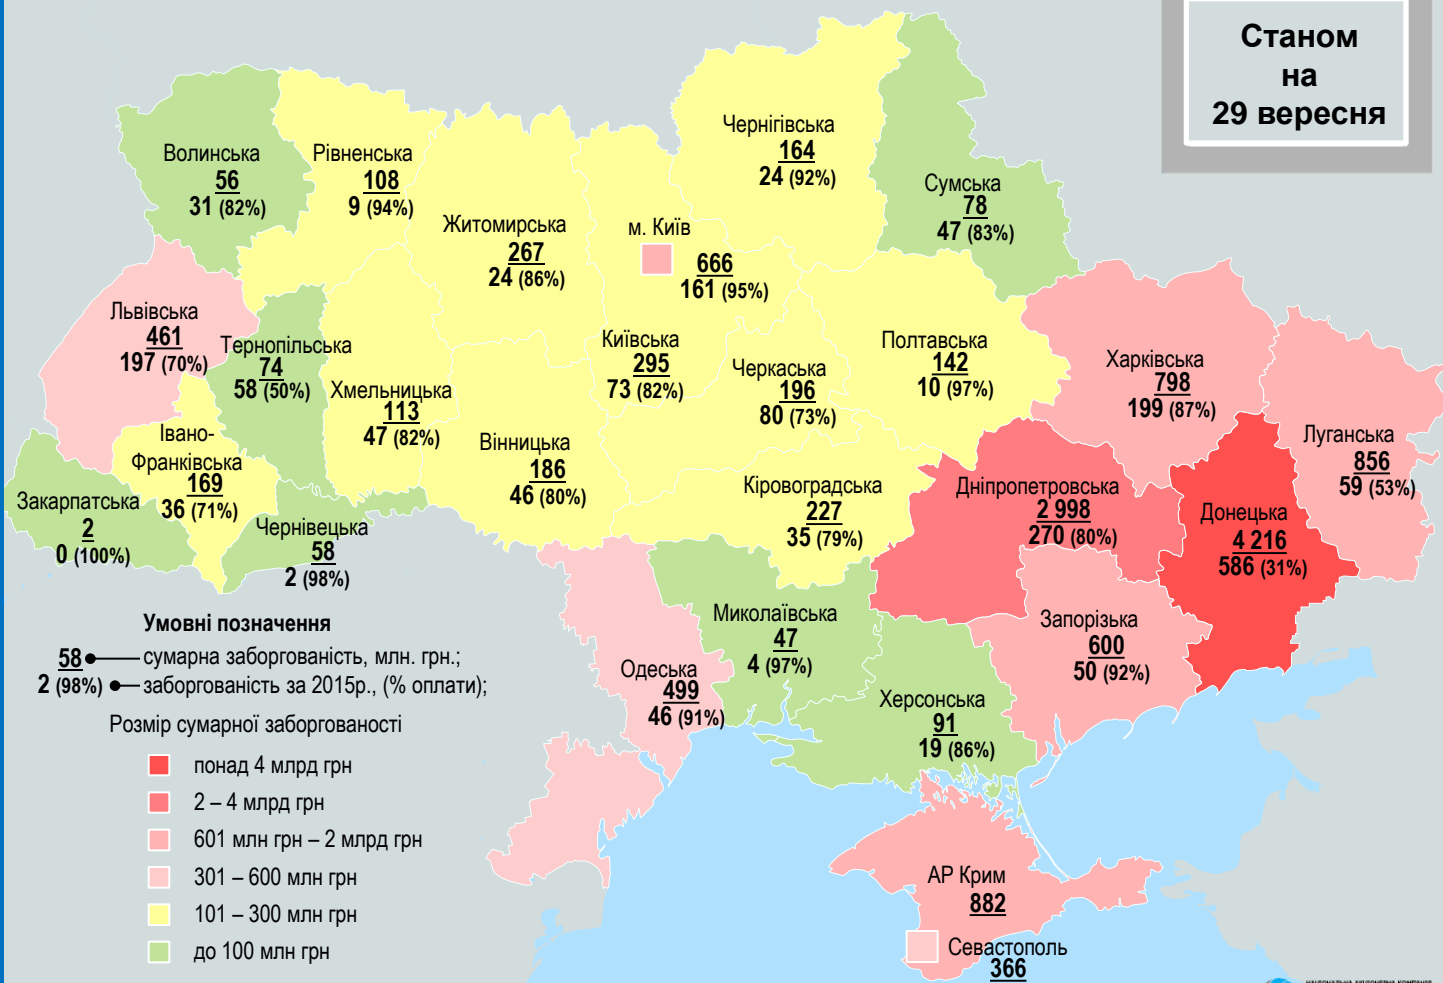 Станом
на
29 вересня
Волинська
56
31 (82%)
Рівненська
108
9 (94%)
Житомирська
267
24 (86%)
м. Київ
666
161 (95%)
Чернігівська
164
24 (92%)
Сумська
78
47 (83%)
Львівська
461
197 (70%)
Тернопільська
74
58 (50%)
Хмельницька
113
47 (82%)
Київська
295
73 (82%)
Черкаська
196
80 (73%)
Полтавська
142
10 (97%)
Харківська
798
199 (87%)
Луганська
856
59 (53%)
Івано-
Франківська
169
36 (71%)
Вінницька
186
46 (80%)
Кіровоградська
227
35 (79%)
Дніпропетровська
2 998
270 (80%)
Донецька
4 216
586 (31%)
Закарпатська
2
0 (100%)
Чернівецька
58
2 (98%)
Миколаївська
47
4 (97%)
Запорізька
600
50 (92%)
Одеська
499
46 (91%)
Херсонська
91
19 (86%)
АР Крим
882
Севастополь
366
Умовні позначення
58 сумарна заборгованість, млн. грн.;
2 (98%) заборгованість за 2015р., (% оплати);
Розмір сумарної заборгованості
понад 4 млрд грн
2 – 4 млрд грн
601 млн грн – 2 млрд грн
301 – 600 млн грн
101 – 300 млн грн
до 100 млн грн